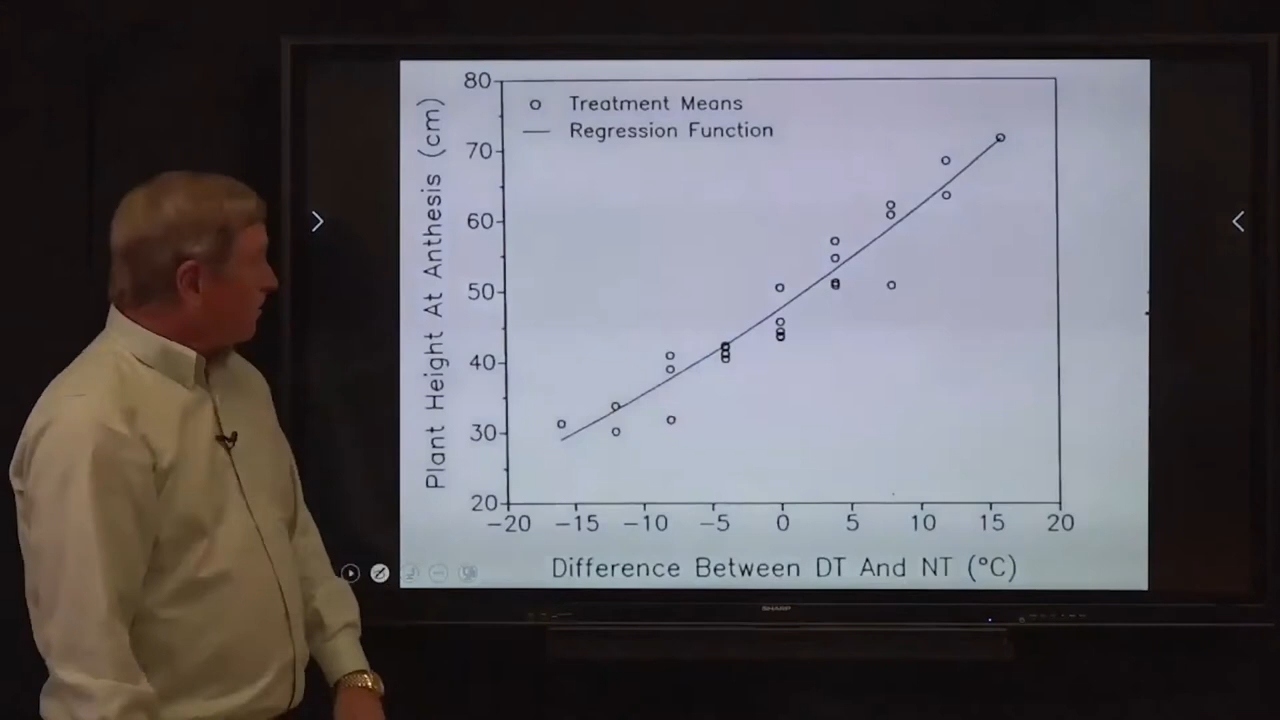 80
Treatment Means
Regression Function
70
60
50
40
30
20
Plant Height At Anthesis (cm)
−20 −15 −10 −5 0 5 10 15 20
Difference Between DT And NT (°C)
SHARP